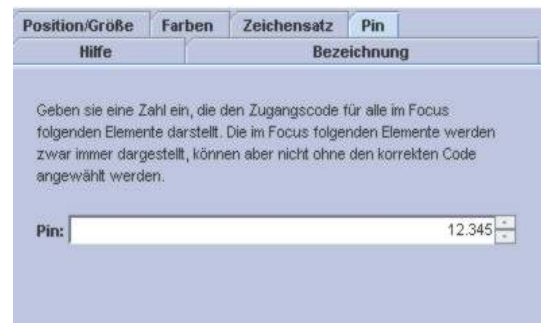 Position/Größe Farben Zeichensatz Pin
Hilfe Bezeichnung
Geben sie eine Zahl ein, die den Zugangscode für alle im Focus
folgenden Elemente darstellt. Die im Focus folgenden Elemente werden
zwar immer dargestellt, können aber nicht ohne den korrekten Code
angewählt werden.
Pin: 12.345